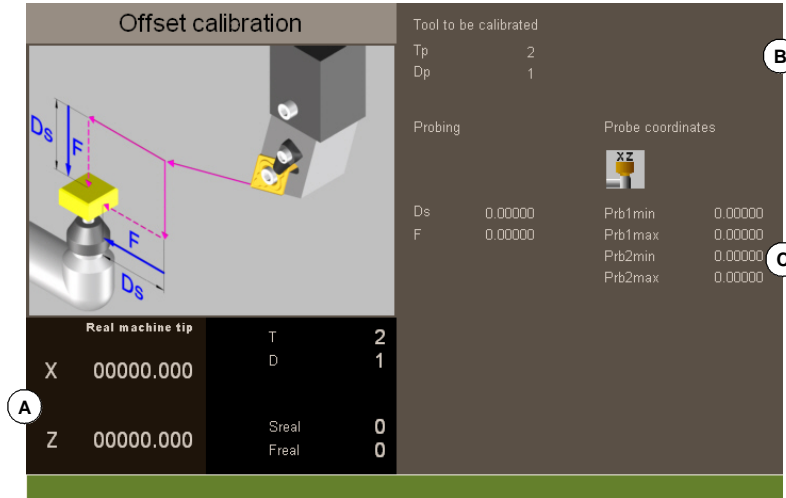 Offset calibration
Ds
F
F
Ds
Real machine tip
X 00000.000
Z 00000.000
T 2
D 1
Sreal 0
Freal 0
A
Tool to be calibrated
Tp 2
Dp 1
B
Probing
Probe coordinates
XZ
Ds 0.00000
F 0.00000
Prb1min 0.00000
Prb1max 0.00000
Prb2min 0.00000
Prb2max 0.00000
C